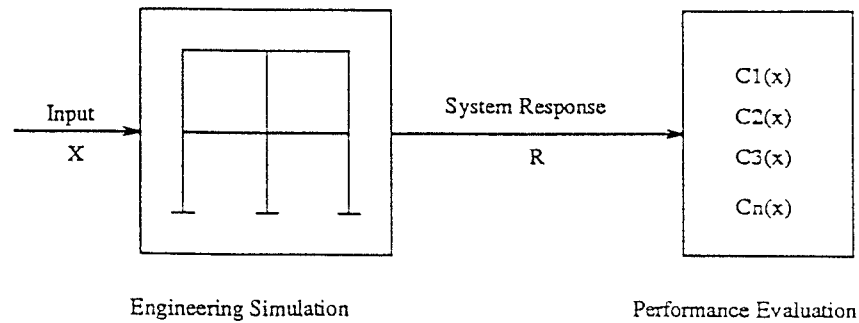 Input
X
System Response
R
C1(x)
C2(x)
C3(x)
Cn(x)
Engineering Simulation
Performance Evaluation